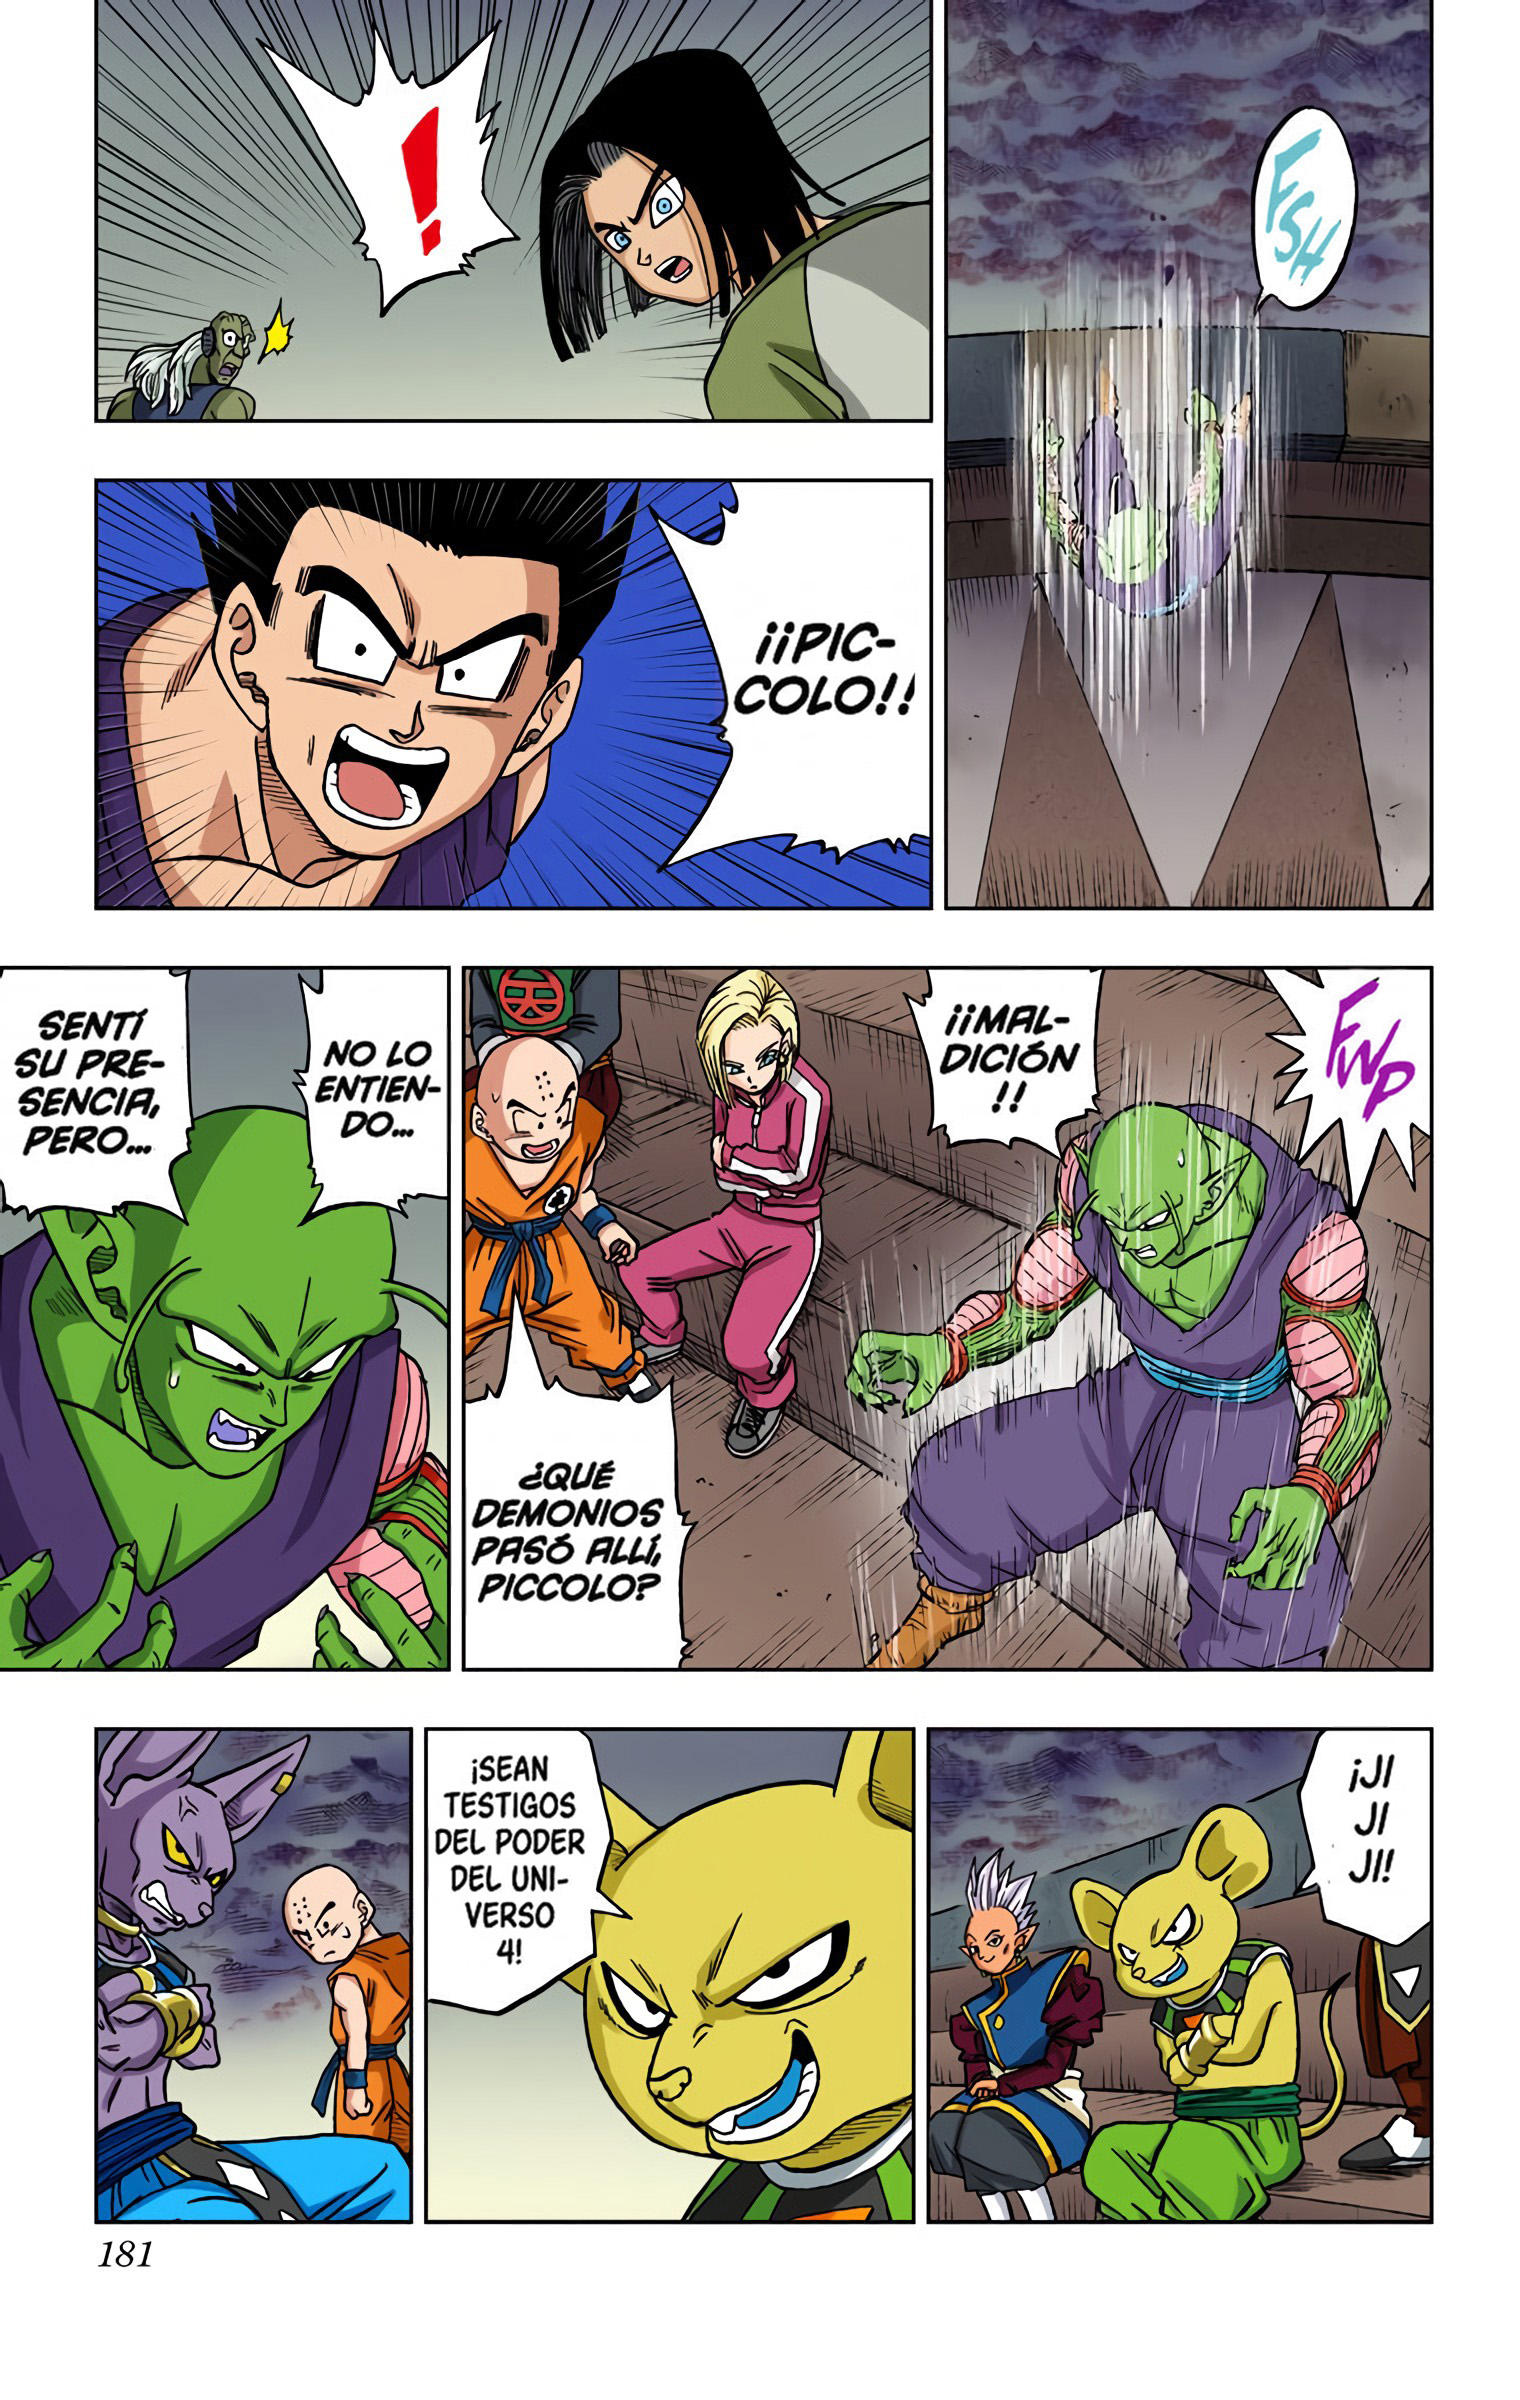 FSH
!
¡¡PIC-
COLO!!
FWP
¡¡MAL-
DICIÓN
!!
¿QUÉ
DEMONIOS
PASÓ ALLÍ,
PICCOLO?
NO LO
ENTIEN-
DO...
SENTÍ
SU PRE-
SENCIA,
PERO...
¡JI
JI
JI!
¡SEAN
TESTIGOS
DEL PODER
DEL UNI-
VERSO
4!
181